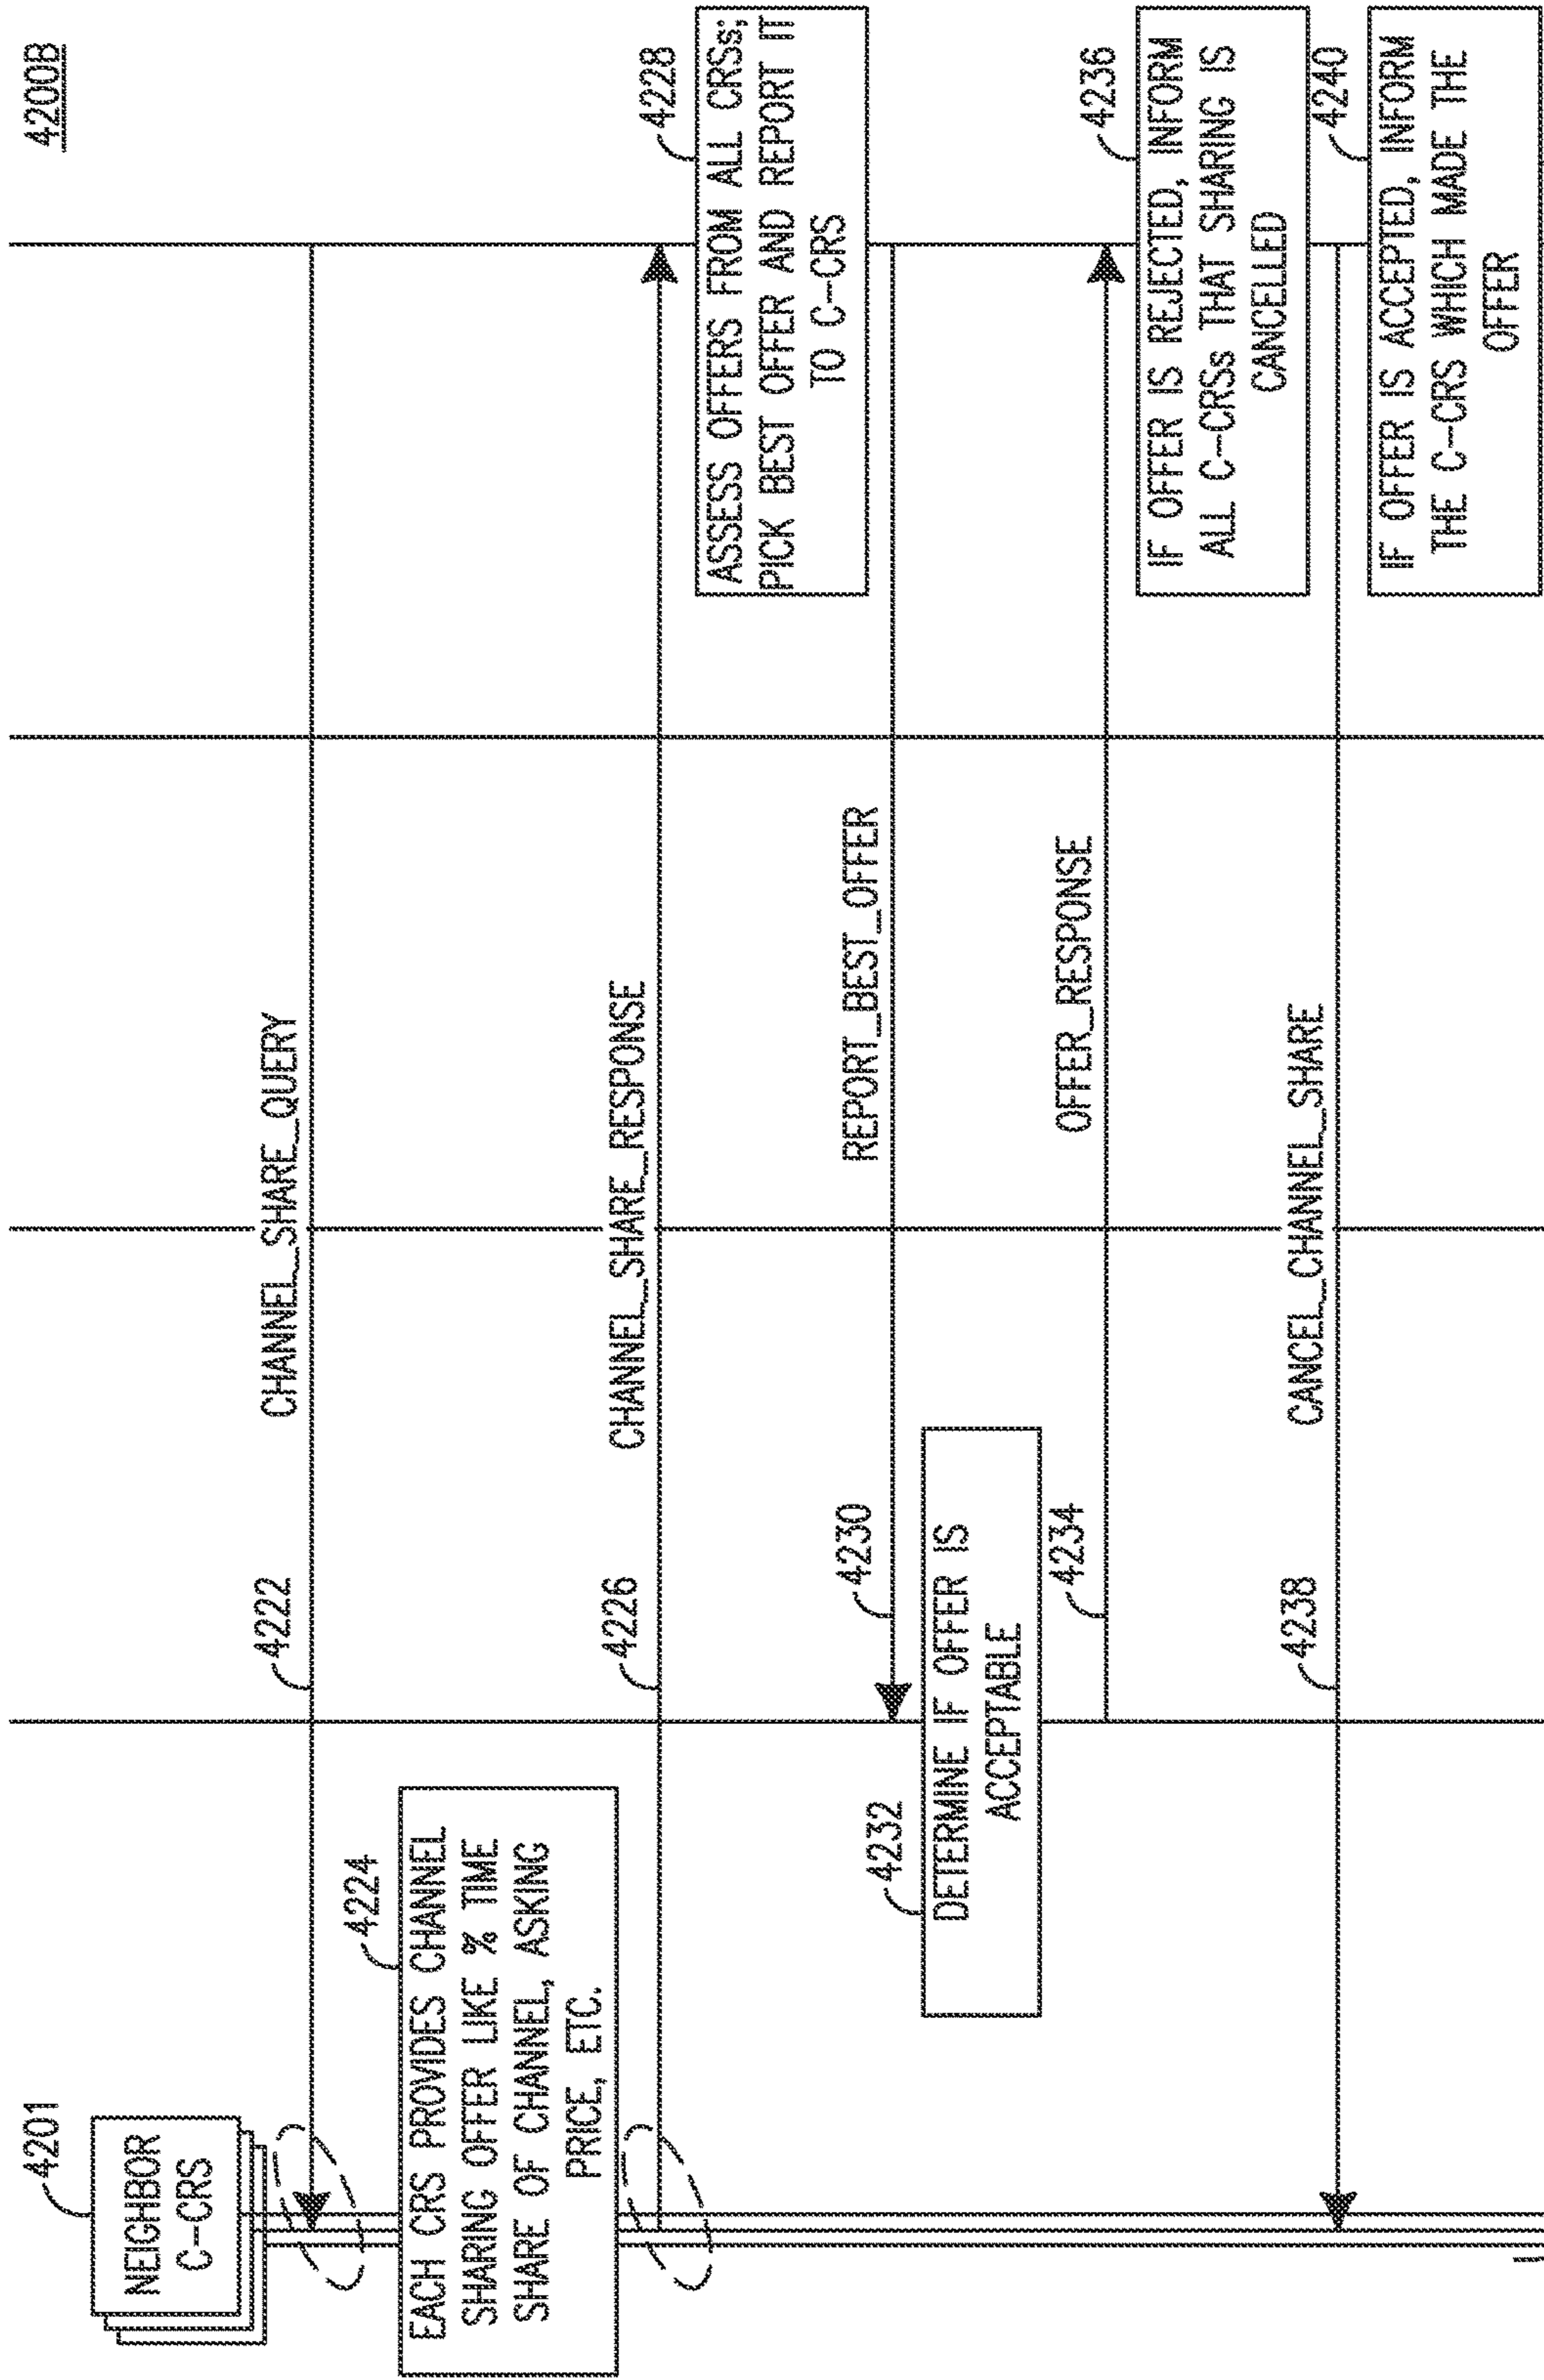 4200B
4201
NEIGHBOR
C-CRS
CHANNEL_SHARE_QUERY
4222
4224
EACH CRS PROVIDES CHANNEL
SHARING OFFER LIKE % TIME
SHARE OF CHANNEL, ASKING
PRICE, ETC.
CHANNEL_SHARE_RESPONSE
4226
4228
ASSESS OFFERS FROM ALL CRSs;
PICK BEST OFFER AND REPORT IT
TO C-CRS
REPORT_BEST_OFFER
4230
4232
DETERMINE IF OFFER IS
ACCEPTABLE
OFFER_RESPONSE
4234
4236
IF OFFER IS REJECTED, INFORM
ALL C-CRSs THAT SHARING IS
CANCELLED
CANCEL_CHANNEL_SHARE
4238
4240
IF OFFER IS ACCEPTED, INFORM
THE C-CRS WHICH MADE THE
OFFER